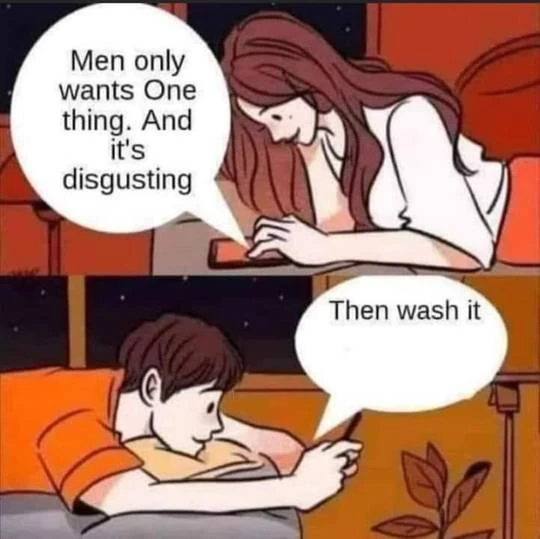 Men only
wants One
thing. And
it's
disgusting
Then wash it